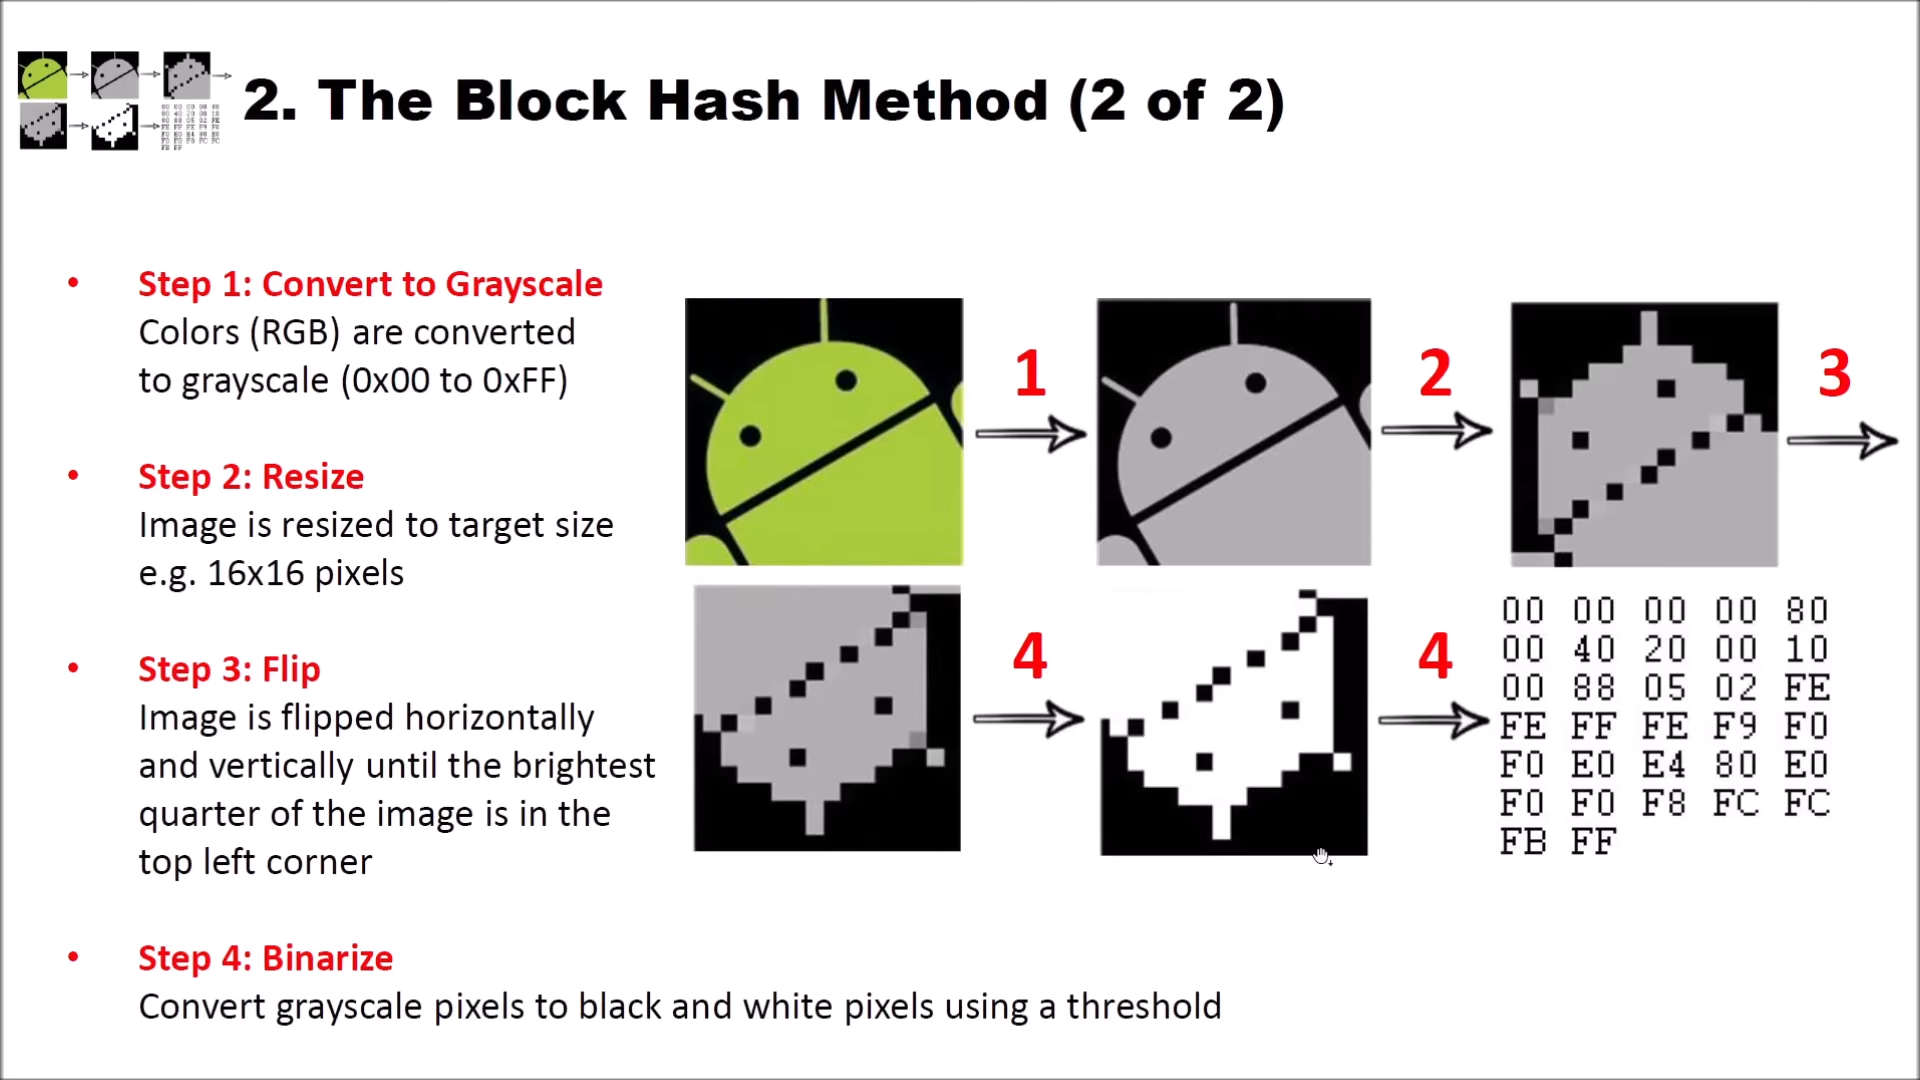 2. The Block Hash Method (2 of 2)
• Step 1: Convert to Grayscale
Colors (RGB) are converted
to grayscale (0x00 to 0xFF)
• Step 2: Resize
Image is resized to target size
e.g. 16x16 pixels
• Step 3: Flip
Image is flipped horizontally
and vertically until the brightest
quarter of the image is in the
top left corner
• Step 4: Binarize
Convert grayscale pixels to black and white pixels using a threshold
1
2
3
4
4
00 00 00 00 80
00 40 20 00 10
00 88 05 02 FE
FE FF FE F9 F0
F0 E0 E4 80 E0
F0 F0 F8 FC FC
FB FF